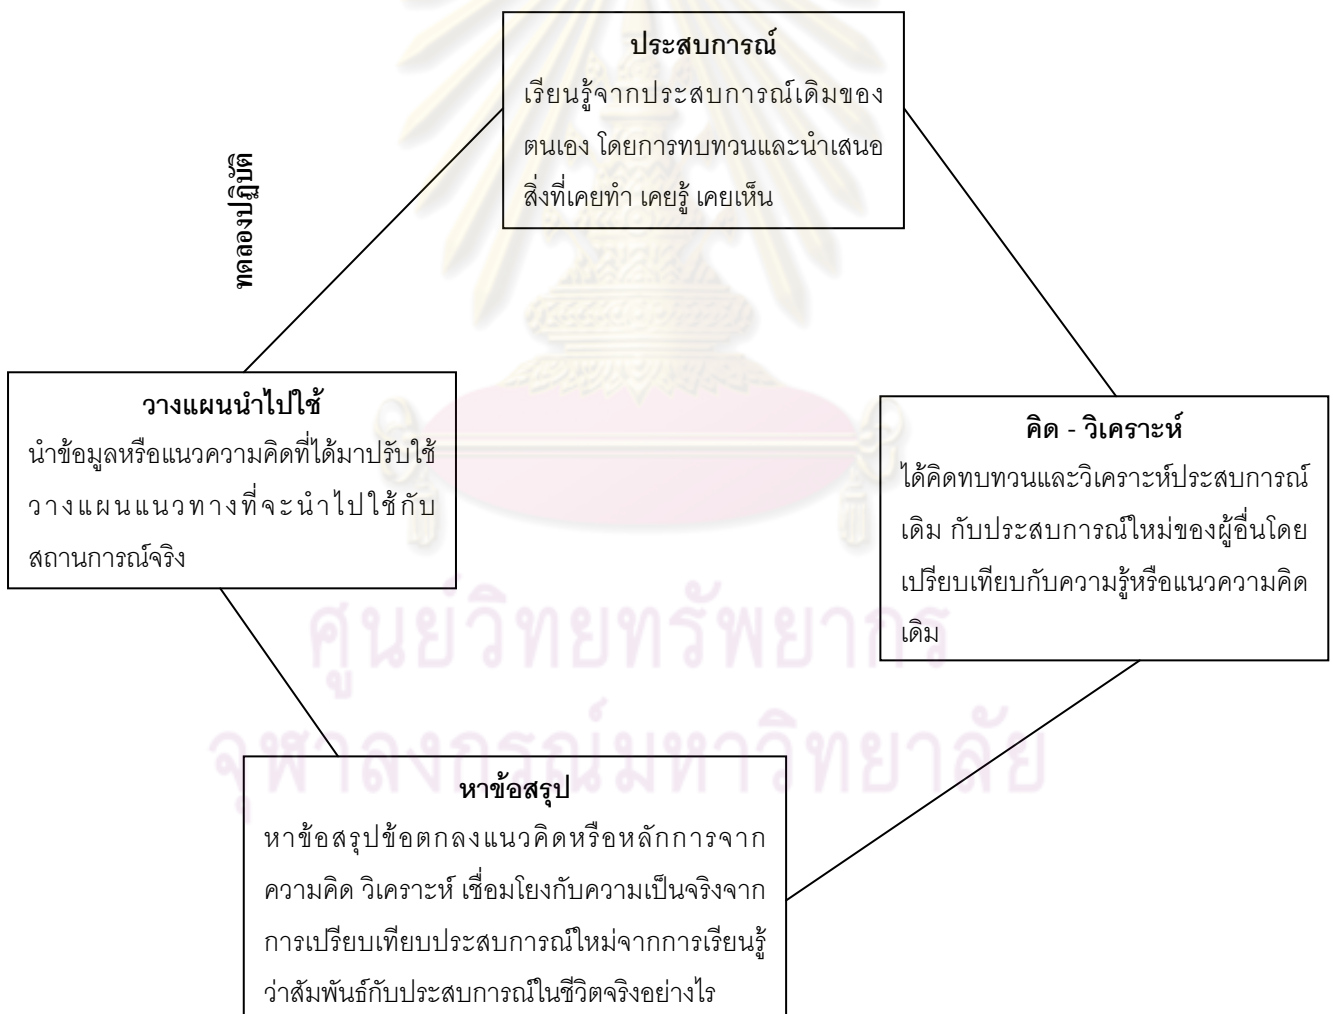 ประสบการณ์
เรียนรู้จากประสบการณ์เดิมของ
ตนเอง โดยการทบทวนและนำเสนอ
สิ่งที่เคยทำ เคยรู้ เคยเห็น
ทดลองปฏิบัติ
วางแผนนำไปใช้
นำข้อมูลหรือแนวความคิดที่ได้มาปรับใช้
วางแผนแนวทางที่จะนำไปใช้กับ
สถานการณ์จริง
คิด - วิเคราะห์
ได้คิดทบทวนและวิเคราะห์ประสบการณ์
เดิม กับประสบการณ์ใหม่ของผู้อื่นโดย
เปรียบเทียบกับความรู้หรือแนวความคิด
เดิม
ศูนย์วิทยทรัพยากร
จุฬาลงกรณ์มหาวิทยาลัย
หาข้อสรุป
หาข้อสรุปข้อตกลงแนวคิดหรือหลักการจาก
ความคิด วิเคราะห์ เชื่อมโยงกับความเป็นจริงจาก
การเปรียบเทียบประสบการณ์ใหม่จากการเรียนรู้
ว่าสัมพันธ์กับประสบการณ์ในชีวิตจริงอย่างไร